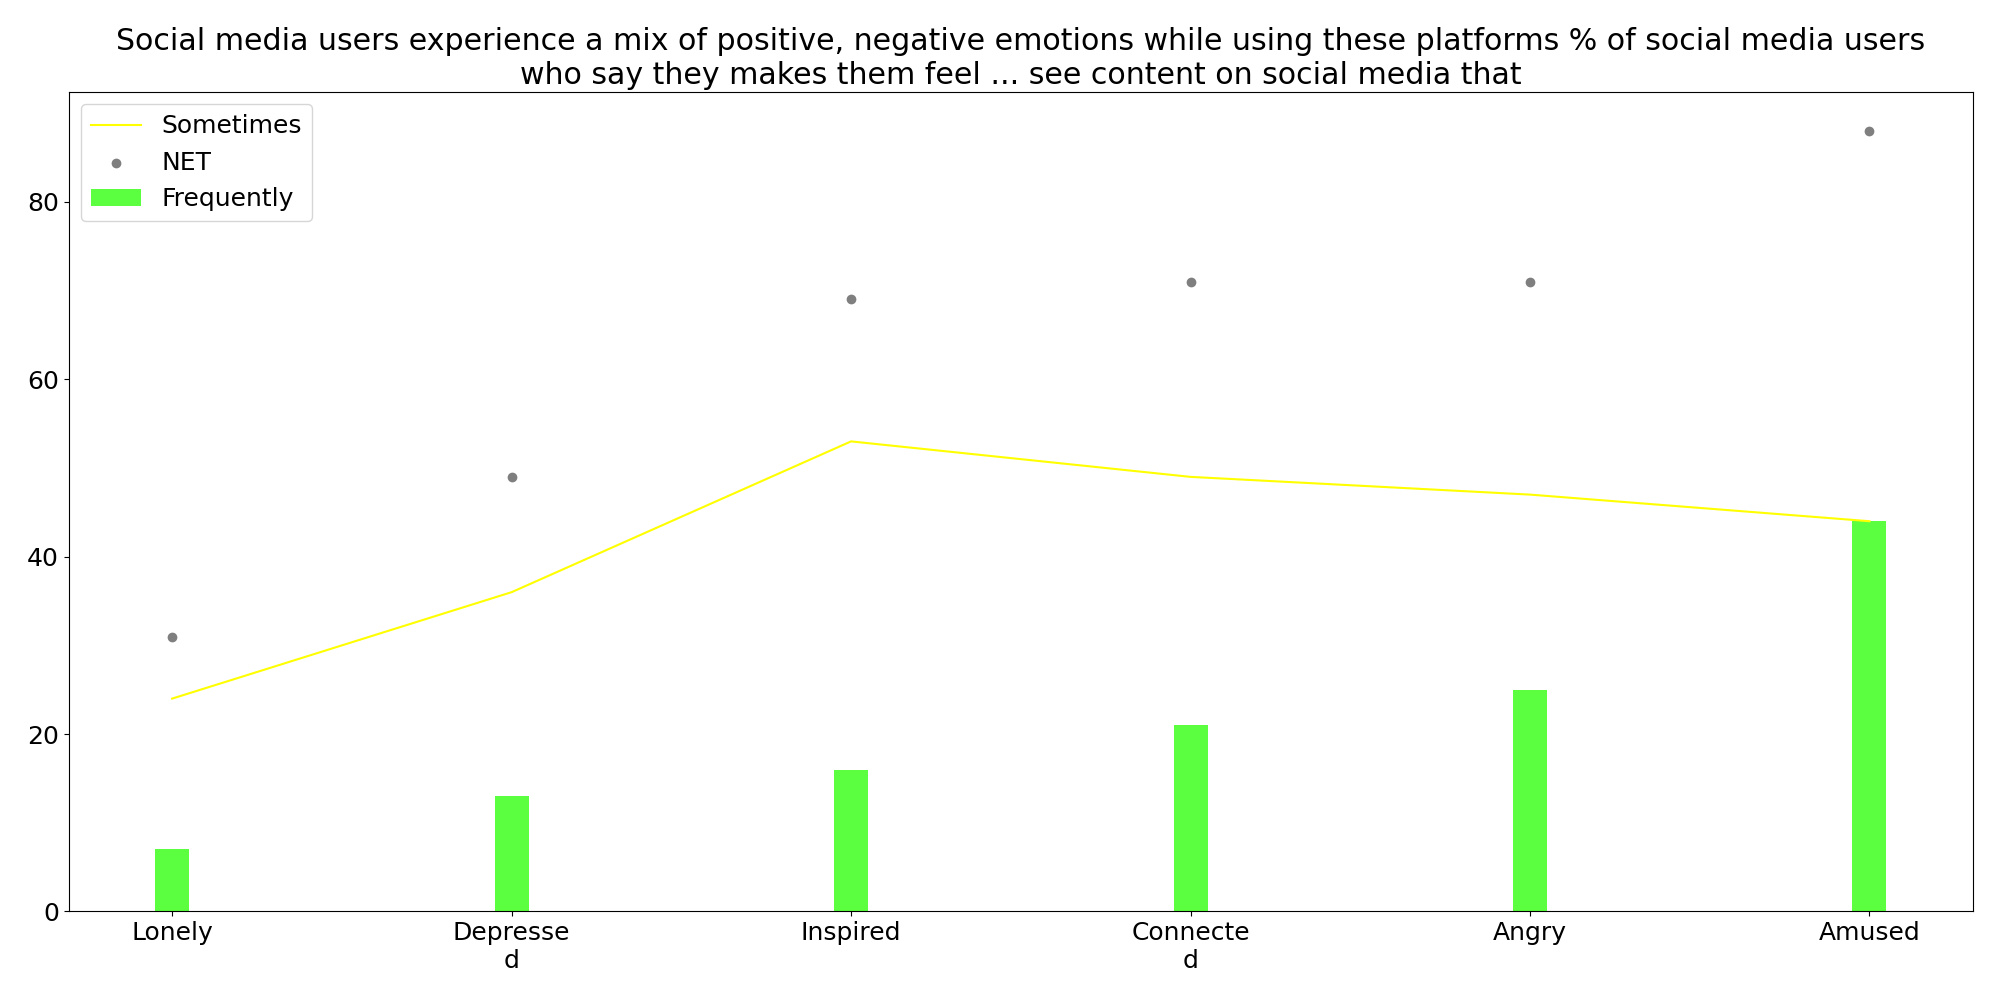 Social media users experience a mix of positive, negative emotions while using these platforms % of social media users
who say they makes them feel ... see content on social media that
Sometimes
NET
Frequently
80
60
40
20
0
Lonely
Depresse
d
Inspired
Connecte
d
Angry
Amused